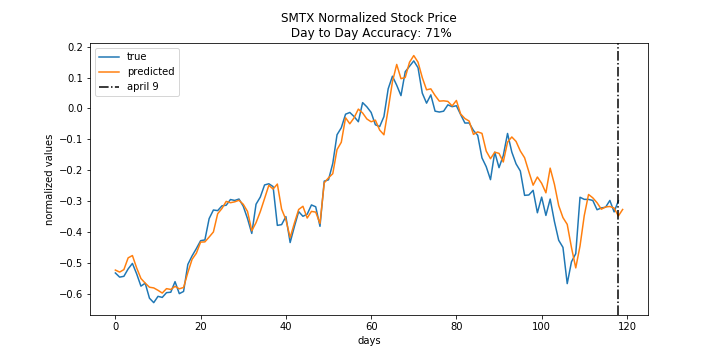 SMTX Normalized Stock Price
Day to Day Accuracy: 71%
true
predicted
april 9
normalized values
0.2
0.1
0.0
−0.1
−0.2
−0.3
−0.4
−0.5
−0.6
0 20 40 60 80 100 120
days